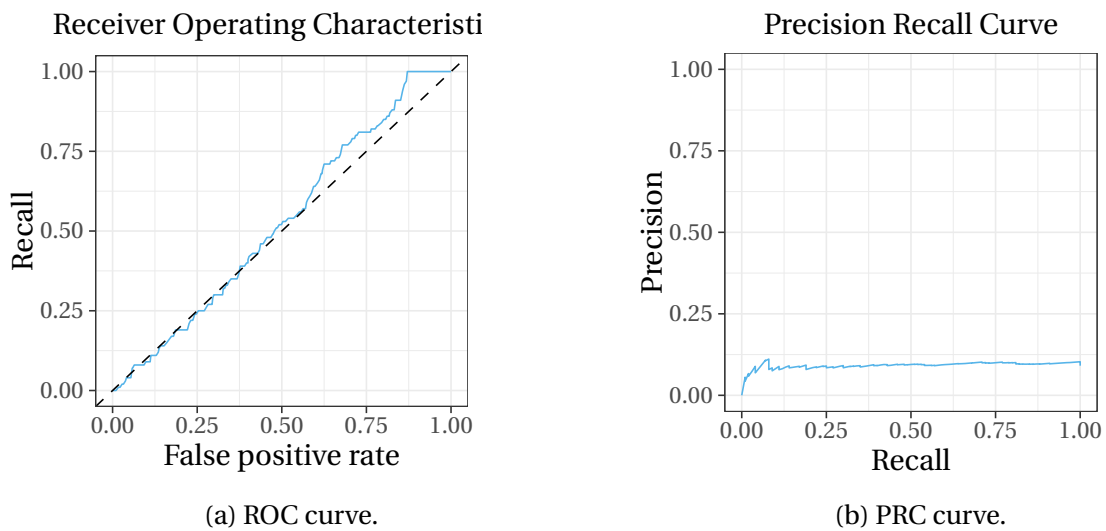 Receiver Operating Characteristi
1.00
0.75
0.50
0.25
0.00
Recall
0.00 0.25 0.50 0.75 1.00
False positive rate
(a) ROC curve.
Precision Recall Curve
1.00
0.75
0.50
0.25
0.00
Precision
0.00 0.25 0.50 0.75 1.00
Recall
(b) PRC curve.